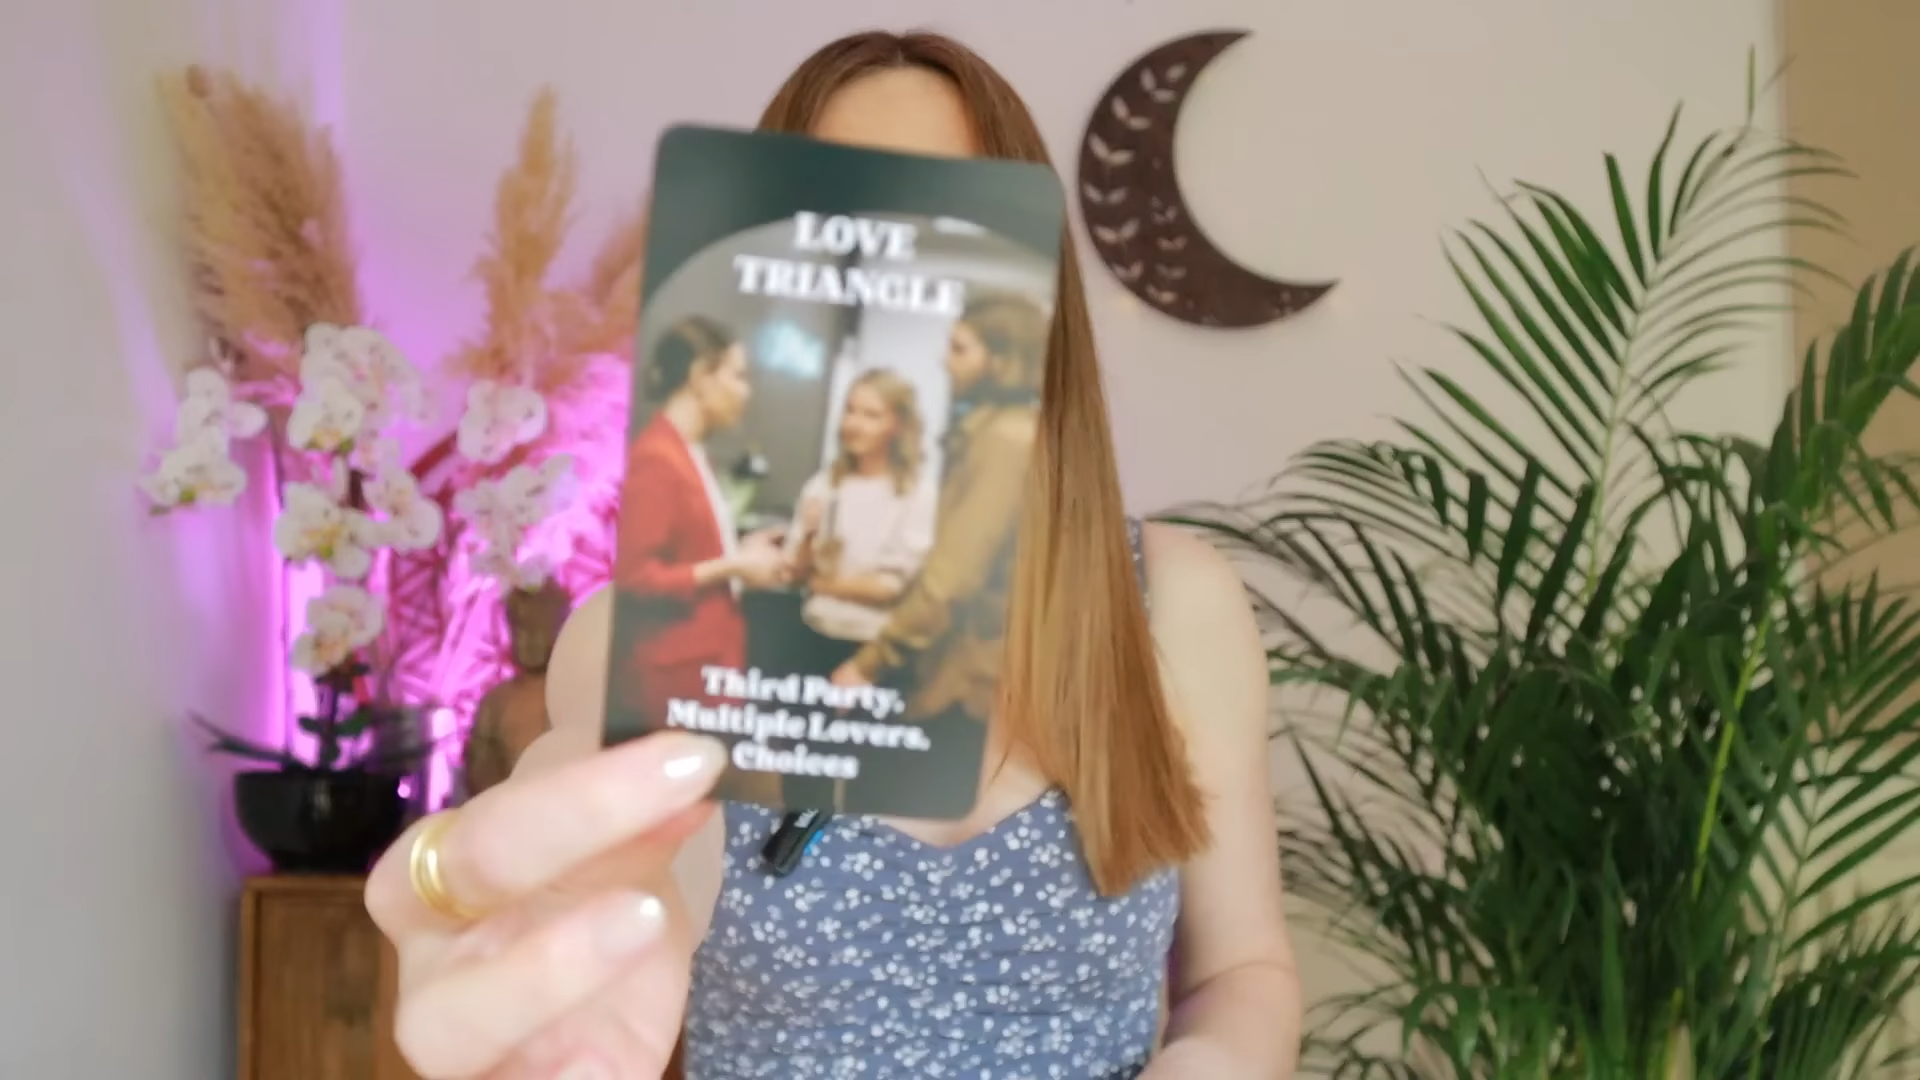 LOVE
TRIANGLE
Third Party,
Multiple Lovers,
Choices